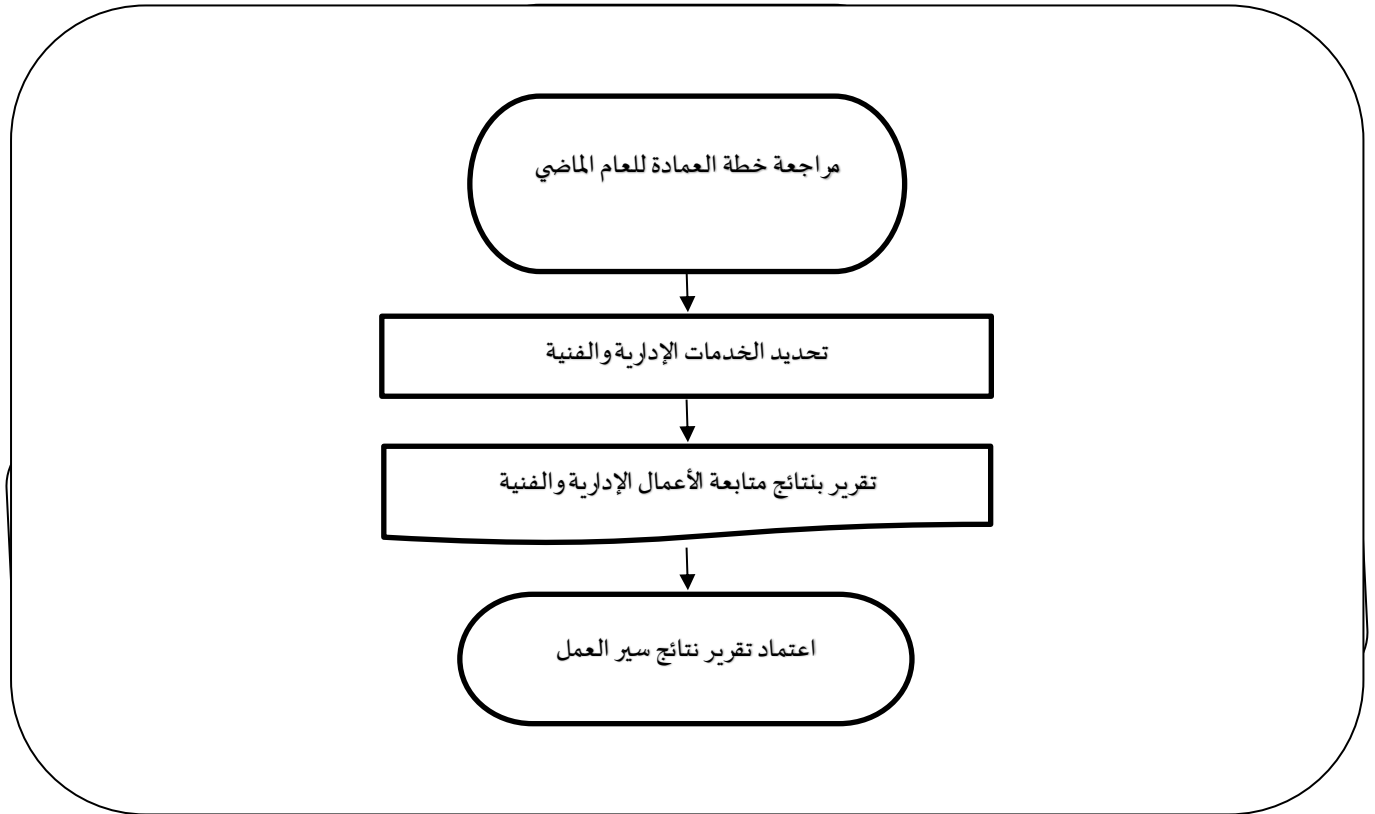 مراجعة خطة العمادة للعام الماضي
تحديد الخدمات الإدارية والفنية
تقرير بنتائج متابعة الأعمال الإدارية والفنية
اعتماد تقرير نتائج سير العمل